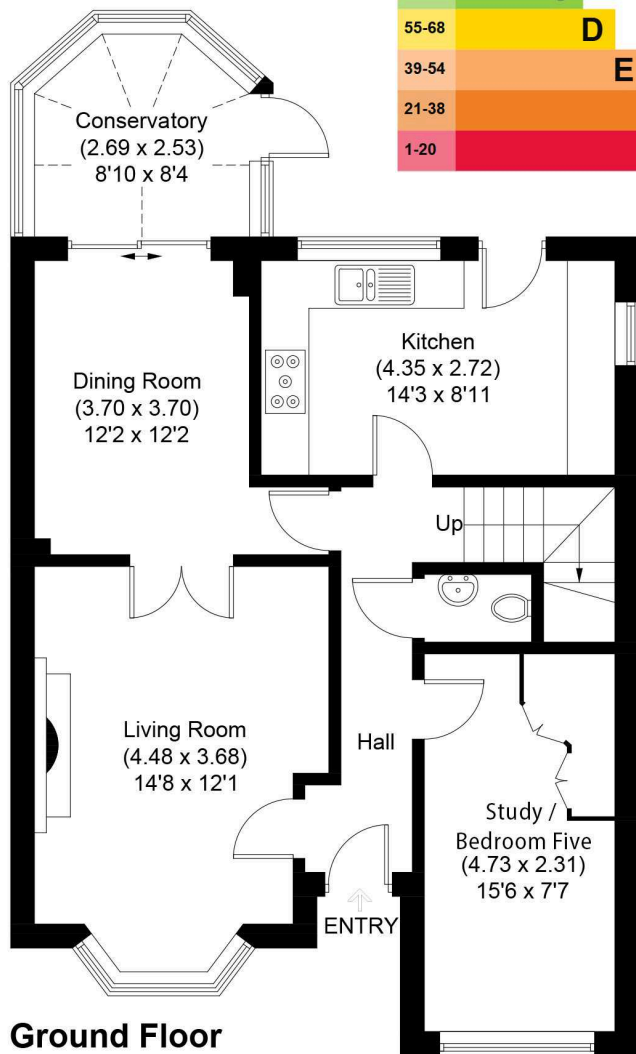 55-68
D
39-54
E
21-38
1-20
Conservatory
(2.69 x 2.53)
8'10 x 8'4
Kitchen
(4.35 x 2.72)
14'3 x 8'11
Dining Room
(3.70 x 3.70)
12'2 x 12'2
Up
Living Room
(4.48 x 3.68)
14'8 x 12'1
Hall
Study /
Bedroom Five
(4.73 x 2.31)
15'6 x 7'7
ENTRY
Ground Floor